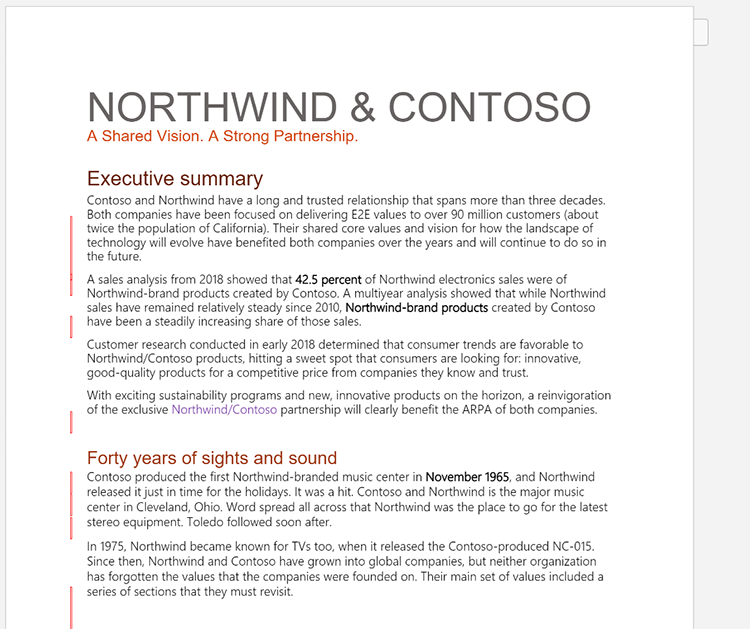 NORTHWIND & CONTOSO
A Shared Vision. A Strong Partnership.
Executive summary
Contoso and Northwind have a long and trusted relationship that spans more than three decades.
Both companies have been focused on delivering E2E values to over 90 million customers (about
twice the population of California). Their shared core values and vision for how the landscape of
technology will evolve have benefited both companies over the years and will continue to do so in
the future.
A sales analysis from 2018 showed that 42.5 percent of Northwind electronics sales were of
Northwind-brand products created by Contoso. A multiyear analysis showed that while Northwind
sales have remained relatively steady since 2010, Northwind-brand products created by Contoso
have been a steadily increasing share of those sales.
Customer research conducted in early 2018 determined that consumer trends are favorable to
Northwind/Contoso products, hitting a sweet spot that consumers are looking for: innovative,
good-quality products for a competitive price from companies they know and trust.
With exciting sustainability programs and new, innovative products on the horizon, a reinvigoration
of the exclusive Northwind/Contoso partnership will clearly benefit the ARPA of both companies.
Forty years of sights and sound
Contoso produced the first Northwind-branded music center in November 1965, and Northwind
released it just in time for the holidays. It was a hit. Contoso and Northwind is the major music
center in Cleveland, Ohio. Word spread all across that Northwind was the place to go for the latest
stereo equipment. Toledo followed soon after.
In 1975, Northwind became known for TVs too, when it released the Contoso-produced NC-015.
Since then, Northwind and Contoso have grown into global companies, but neither organization
has forgotten the values that the companies were founded on. Their main set of values included a
series of sections that they must revisit.